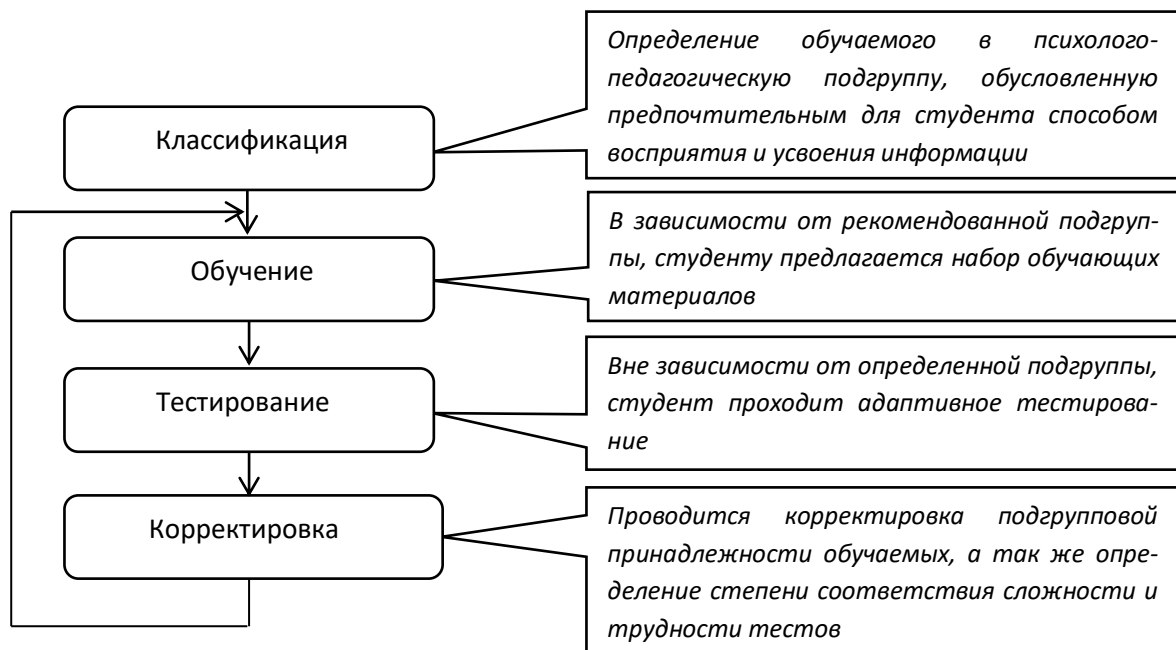 Классификация
Определение обучаемого в психолого-
педагогическую подгруппу, обусловленную
предпочтительным для студента способом
восприятия и усвоения информации
Обучение
В зависимости от рекомендованной подгруп-
пы, студенту предлагается набор обучающих
материалов
Тестирование
Вне зависимости от определенной подгруппы,
студент проходит адаптивное тестирова-
ние
Корректировка
Проводится корректировка подгрупповой
принадлежности обучаемых, а так же опре-
деление степени соответствия сложности и
трудности тестов